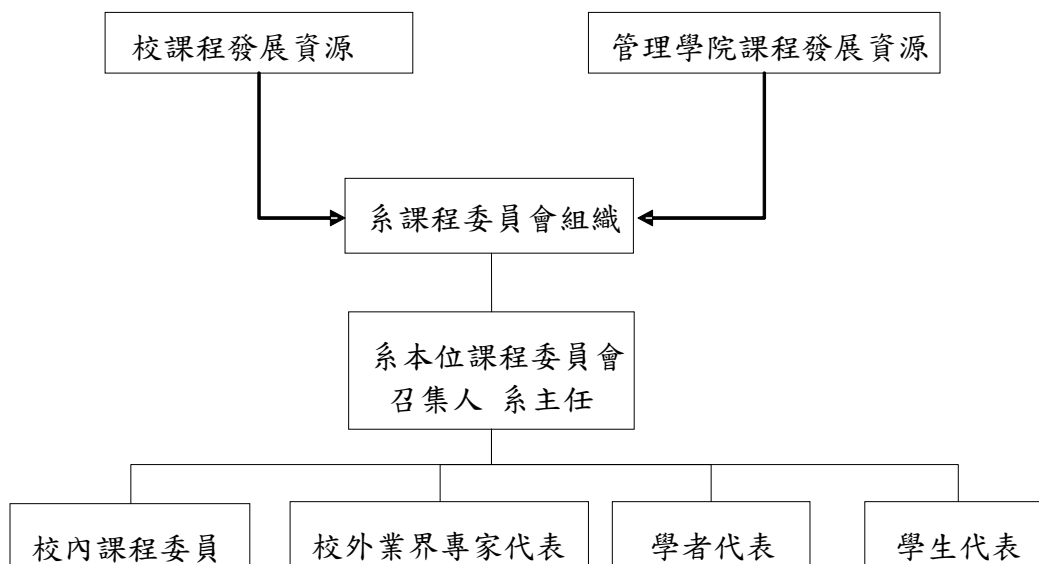 校課程發展資源
管理學院課程發展資源
系課程委員會組織
系本位課程委員會
召集人 系主任
校內課程委員
校外業界專家代表
學者代表
學生代表